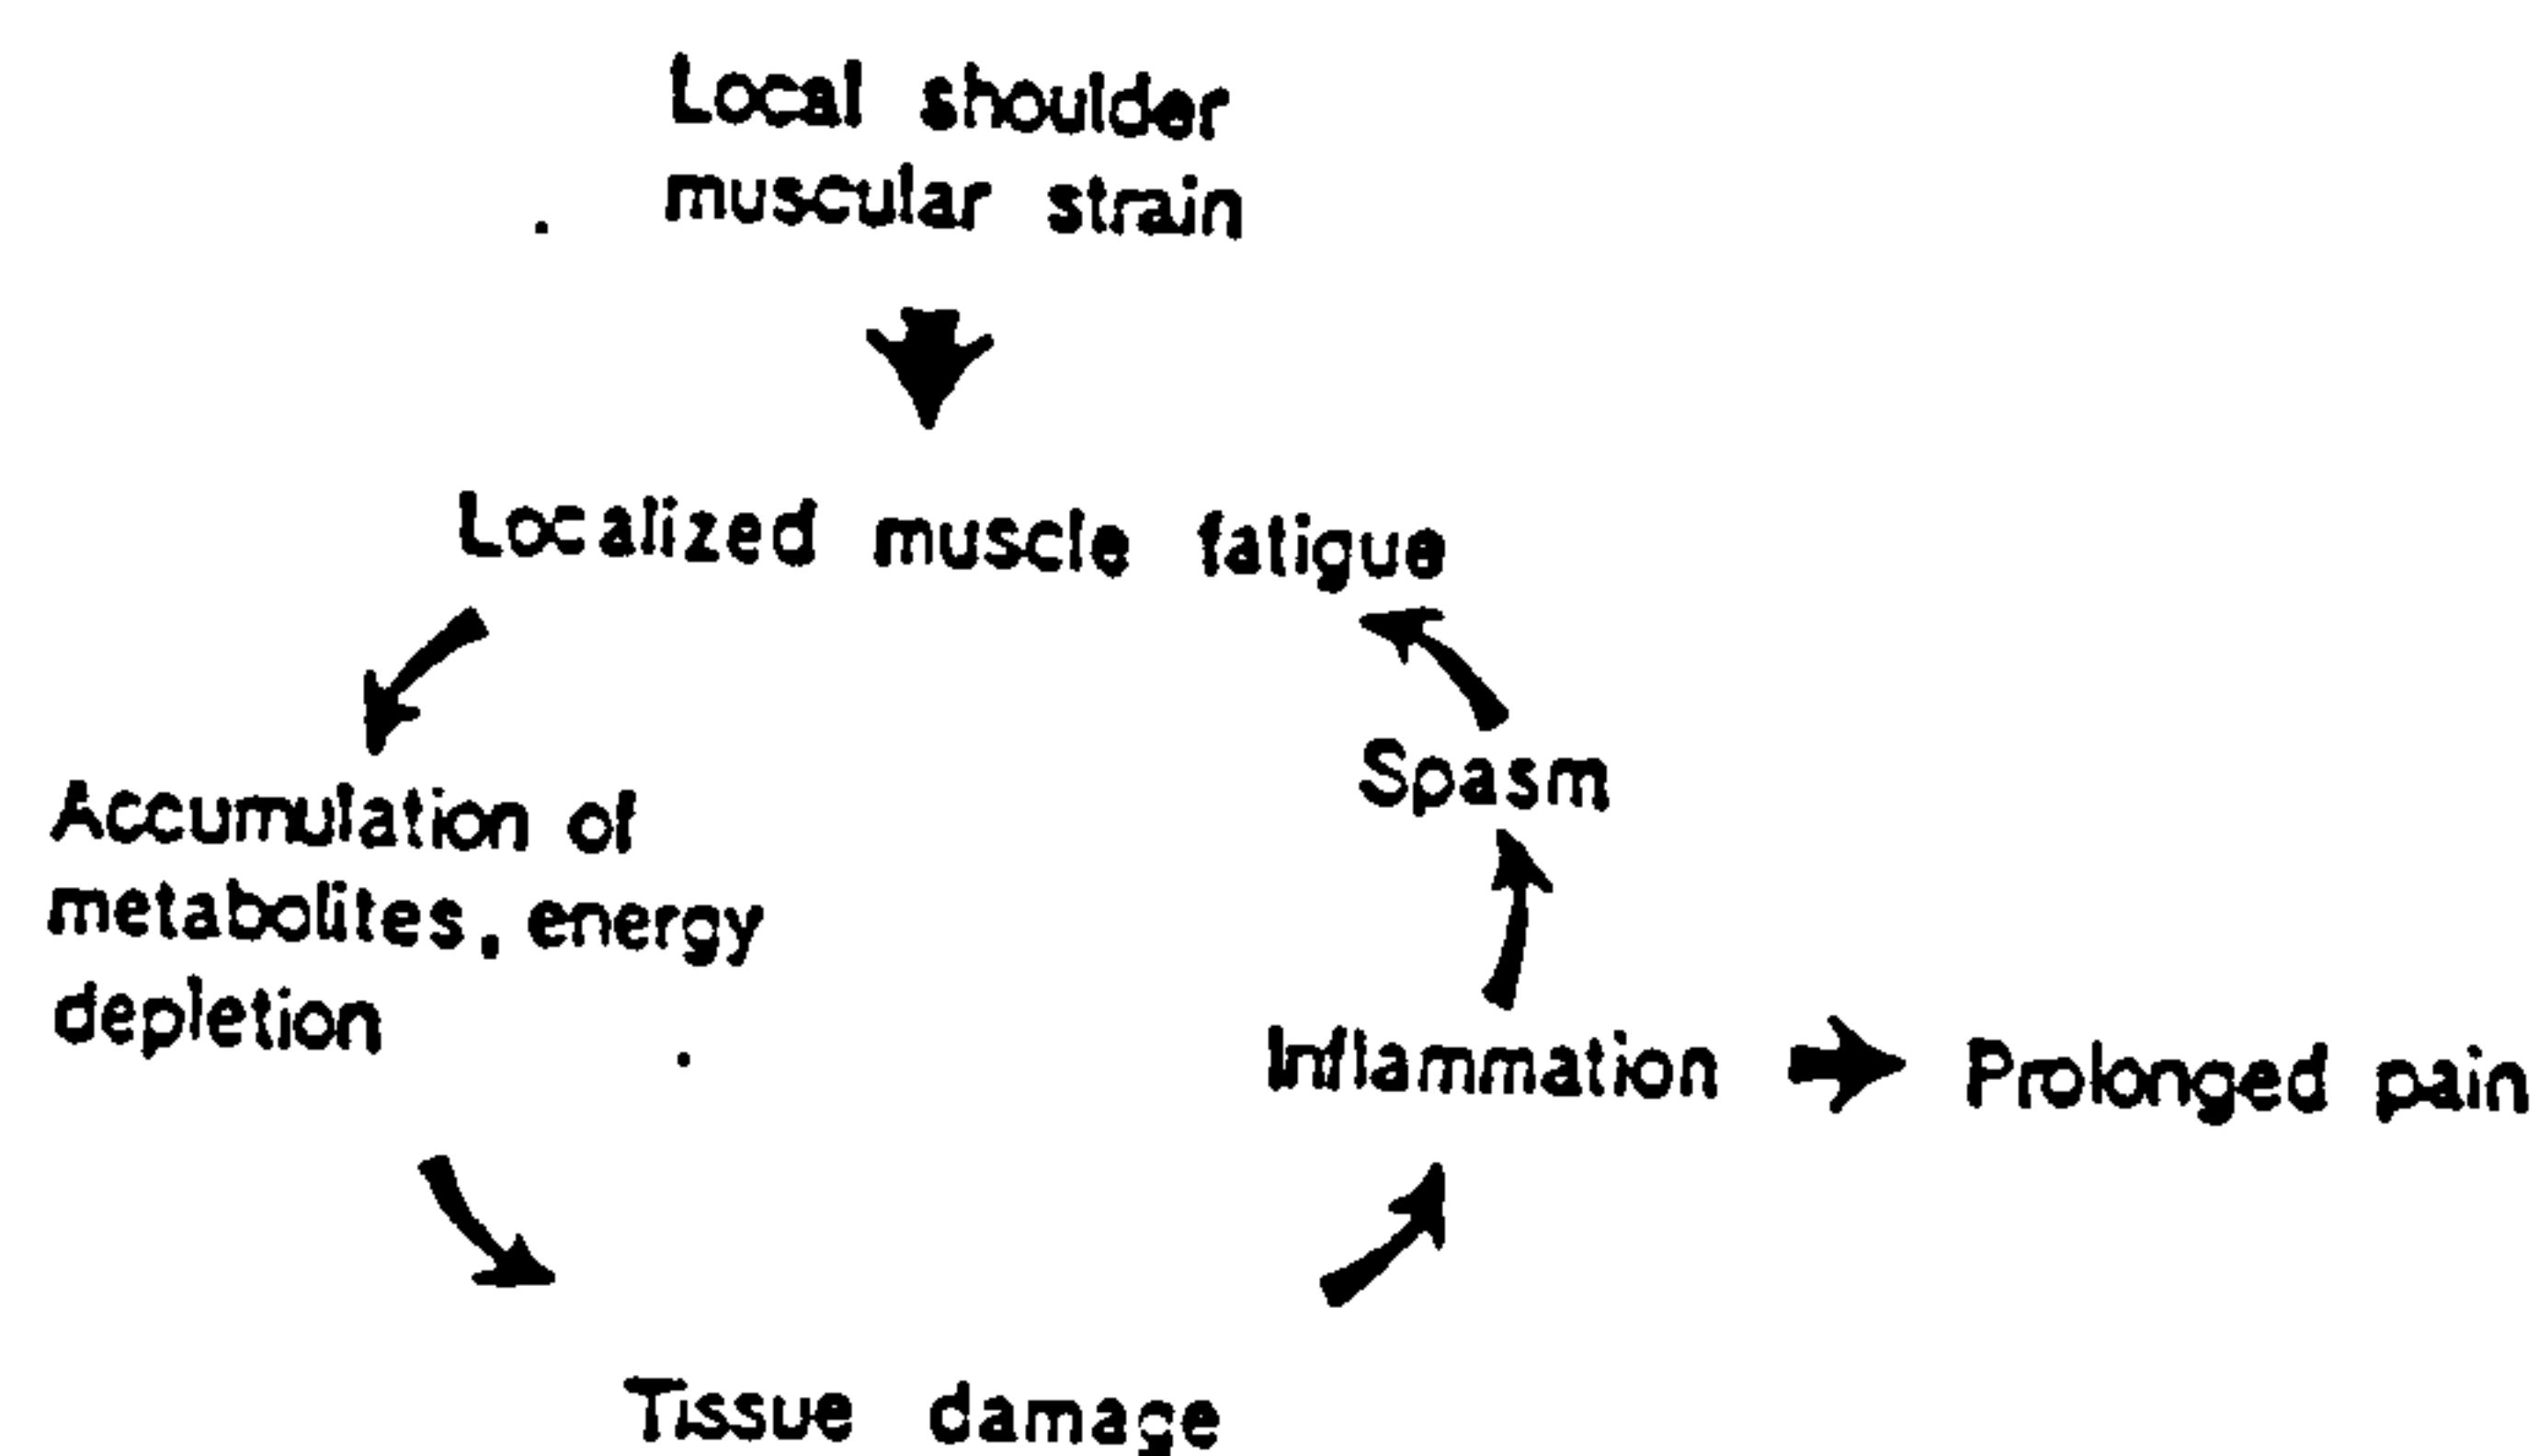 Local shoulder
muscular strain
Localized muscle fatigue
Spasm
Accumulation of
metabolites, energy
depletion
Inflammation
Prolonged pain
Tissue damage